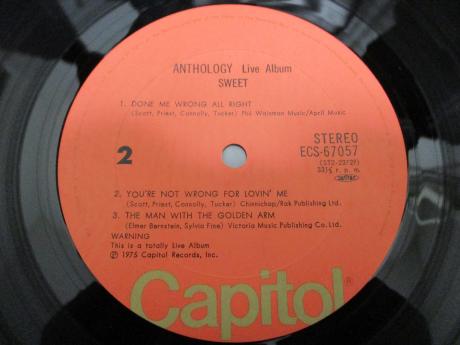 ANTHOLOGY Live Album
SWEET
1. DONE ME WRONG ALL RIGHT
(Scott, Priest, Connolly, Tucker) Phil Wainman Music/April Music
2
STEREO
ECS-67057
(ST2-2372F)
33⅓ r. p. m.
2. YOU'RE NOT WRONG FOR LOVIN' ME
(Scott, Priest, Connolly, Tucker) Chinnichap/Rak Publishing Ltd.
3. THE MAN WITH THE GOLDEN ARM
(Elmer Bernstein, Sylvia Fine) Victoria Music Publishing Co. Ltd.
WARNING
This is a totally Live Album
Ⓟ 1975 Capitol Records, Inc.
Capitol®